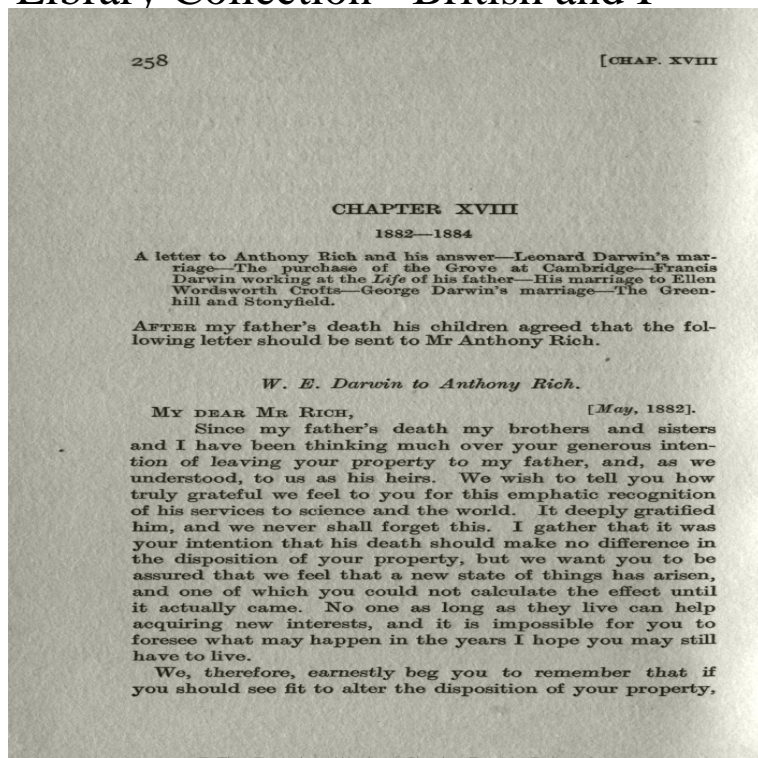 258 [CHAP. XVIII
CHAPTER XVIII
1882—1884
A letter to Anthony Rich and his answer—Leonard Darwin's mar-
riage—The purchase of the Grove at Cambridge—Francis
Darwin working at the Life of his father—His marriage to Ellen
Wordsworth Crofts—George Darwin's marriage—The Green-
hill and Stonyfield.
AFTER my father's death his children agreed that the fol-
lowing letter should be sent to Mr Anthony Rich.
W. E. Darwin to Anthony Rich.
MY DEAR MR RICH, [May, 1882].
Since my father's death my brothers and sisters
and I have been thinking much over your generous inten-
tion of leaving your property to my father, and, as we
understood, to us as his heirs. We wish to tell you how
truly grateful we feel to you for this emphatic recognition
of his services to science and the world. It deeply gratified
him, and we never shall forget this. I gather that it was
your intention that his death should make no difference in
the disposition of your property, but we want you to be
assured that we feel that a new state of things has arisen,
and one of which you could not calculate the effect until
it actually came. No one as long as they live can help
acquiring new interests, and it is impossible for you to
foresee what may happen in the years I hope you may still
have to live.
We, therefore, earnestly beg you to remember that if
you should see fit to alter the disposition of your property,